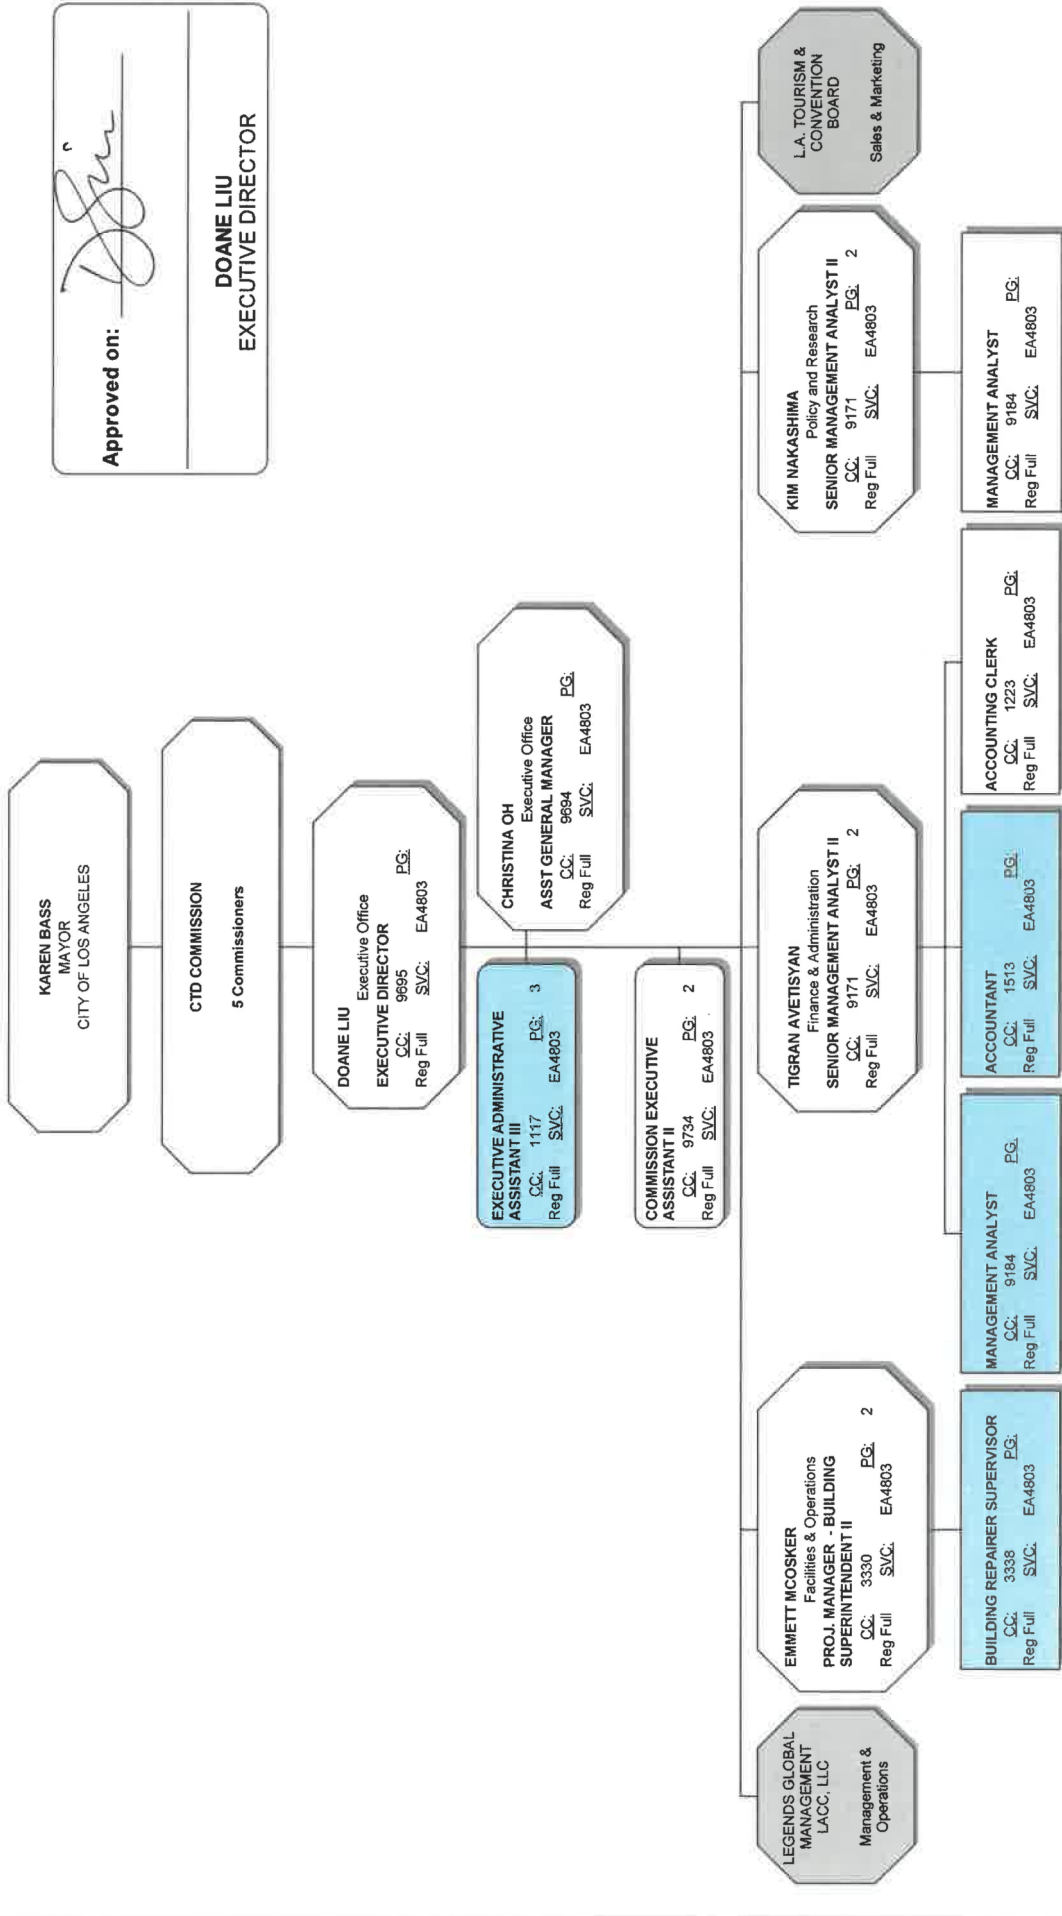 Approved on:
DOANE LIU
EXECUTIVE DIRECTOR
KAREN BASS
MAYOR
CITY OF LOS ANGELES
CTD COMMISSION
5 Commissioners
DOANE LIU
Executive Office
EXECUTIVE DIRECTOR
CC: 9695 PG:
Reg Full SVC: EA4803
CHRISTINA OH
Executive Office
ASST GENERAL MANAGER
CC: 9694 PG:
Reg Full SVC: EA4803
EXECUTIVE ADMINISTRATIVE
ASSISTANT III
CC: 1117 PG: 3
Reg Full SVC: EA4803
COMMISSION EXECUTIVE
ASSISTANT II
CC: 9734 PG: 2
Reg Full SVC: EA4803
LEGENDS GLOBAL
MANAGEMENT
LACC, LLC
Management &
Operations
EMMETT MCOSKER
Facilities & Operations
PROJ. MANAGER - BUILDING
SUPERINTENDENT II
CC: 3330 PG: 2
Reg Full SVC: EA4803
TIGRAN AVETISYAN
Finance & Administration
SENIOR MANAGEMENT ANALYST II
CC: 9171 PG: 2
Reg Full SVC: EA4803
KIM NAKASHIMA
Policy and Research
SENIOR MANAGEMENT ANALYST II
CC: 9171 PG: 2
Reg Full SVC: EA4803
L.A. TOURISM &
CONVENTION
BOARD
Sales & Marketing
BUILDING REPAIRER SUPERVISOR
CC: 3338 PG:
Reg Full SVC: EA4803
MANAGEMENT ANALYST
CC: 9184 PG:
Reg Full SVC: EA4803
ACCOUNTANT
CC: 1513 PG:
Reg Full SVC: EA4803
ACCOUNTING CLERK
CC: 1223 PG:
Reg Full SVC: EA4803
MANAGEMENT ANALYST
CC: 9184 PG:
Reg Full SVC: EA4803